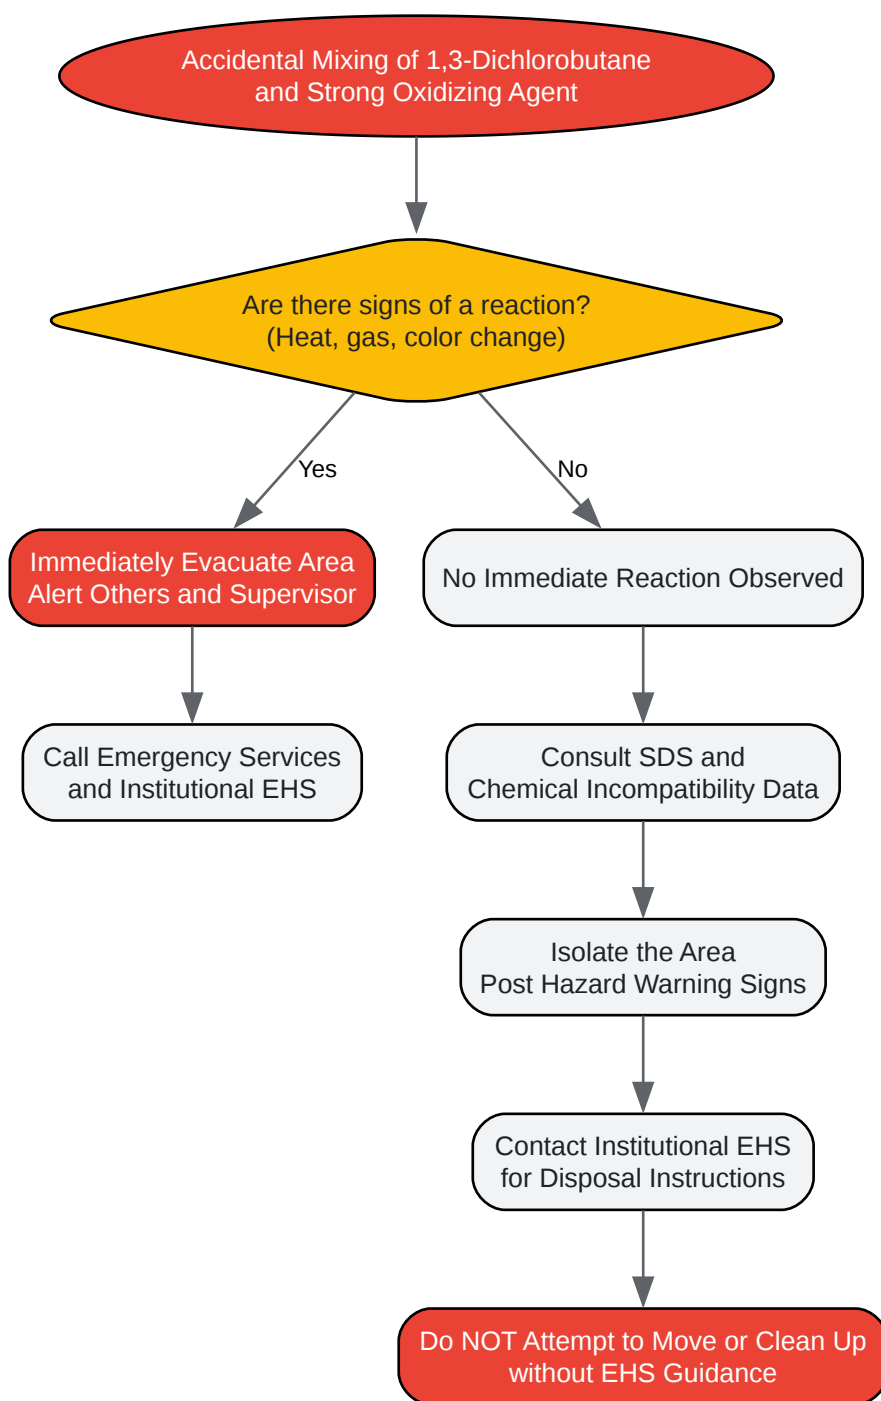 Accidental Mixing of 1,3-Dichlorobutane
and Strong Oxidizing Agent
Are there signs of a reaction?
(Heat, gas, color change)
Yes
No
Immediately Evacuate Area
Alert Others and Supervisor
No Immediate Reaction Observed
Call Emergency Services
and Institutional EHS
Consult SDS and
Chemical Incompatibility Data
Isolate the Area
Post Hazard Warning Signs
Contact Institutional EHS
for Disposal Instructions
Do NOT Attempt to Move or Clean Up
without EHS Guidance